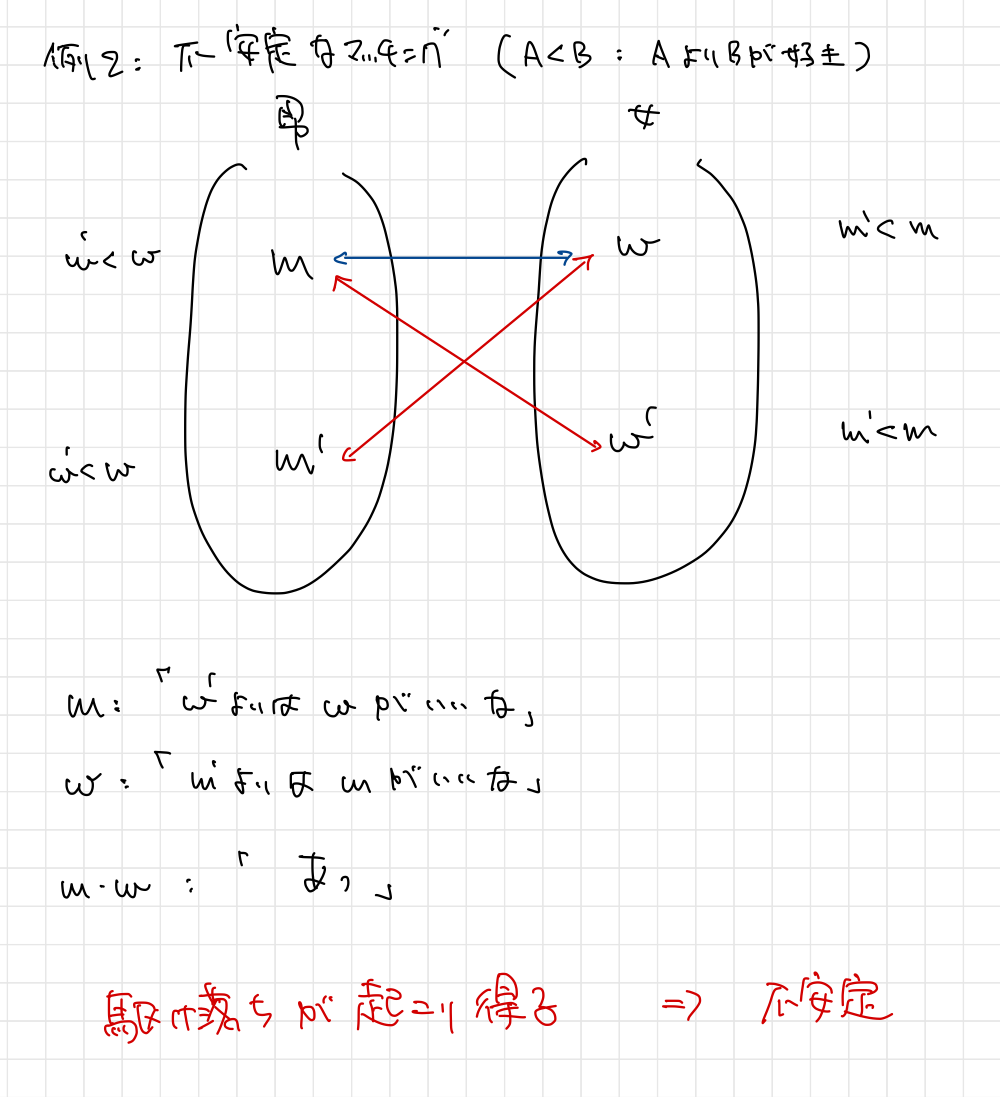 例2: 不安定なマッチング (A<B : AよりBが好き)
男 女
w'<w m w m'<m
w'<w m' w' m'<m
m:「w'よりは w がいいな」
w:「m'よりは m がいいな」
m・w :「 あっ」
駆け落ちが起こり得る ⇒ 不安定